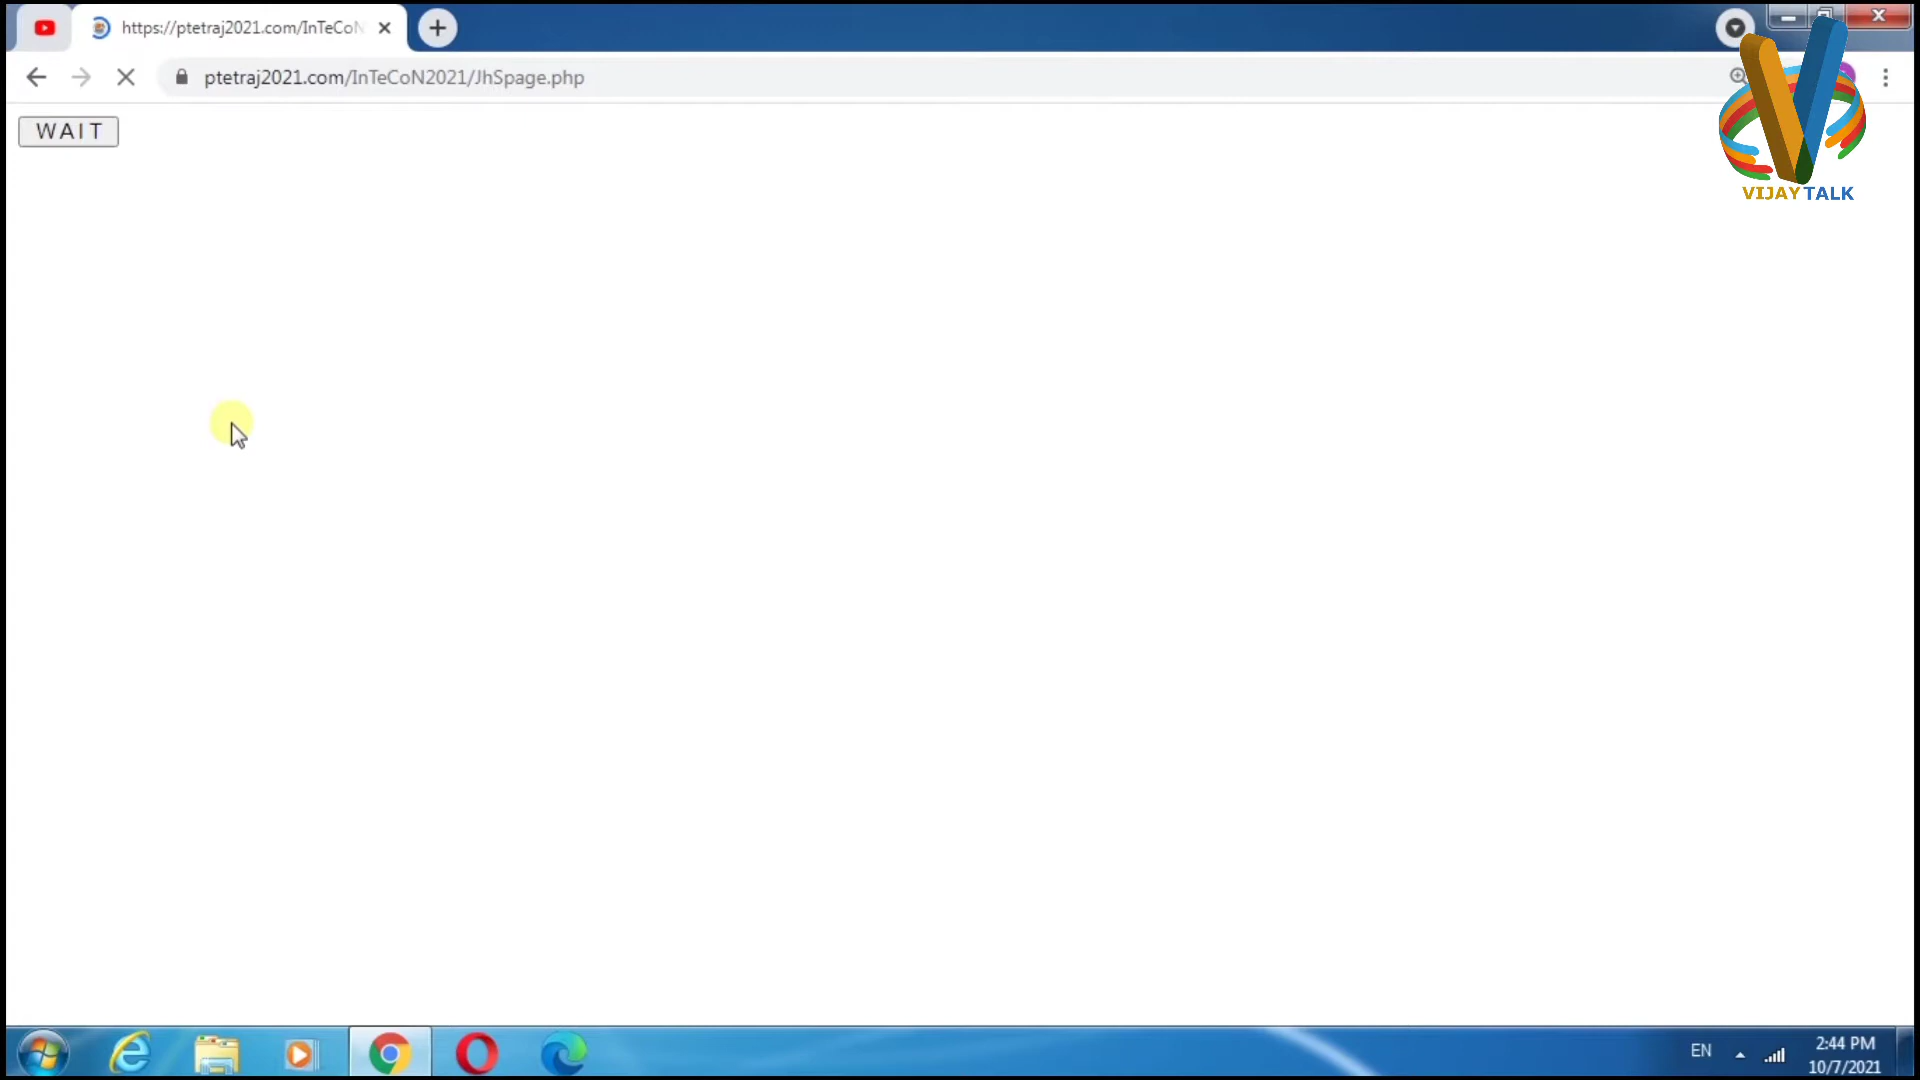 https://ptetraj2021.com/InTeCoN
ptetraj2021.com/InTeCoN2021/JhSpage.php
WAIT
VIJAY TALK
EN
2:44 PM
10/7/2021